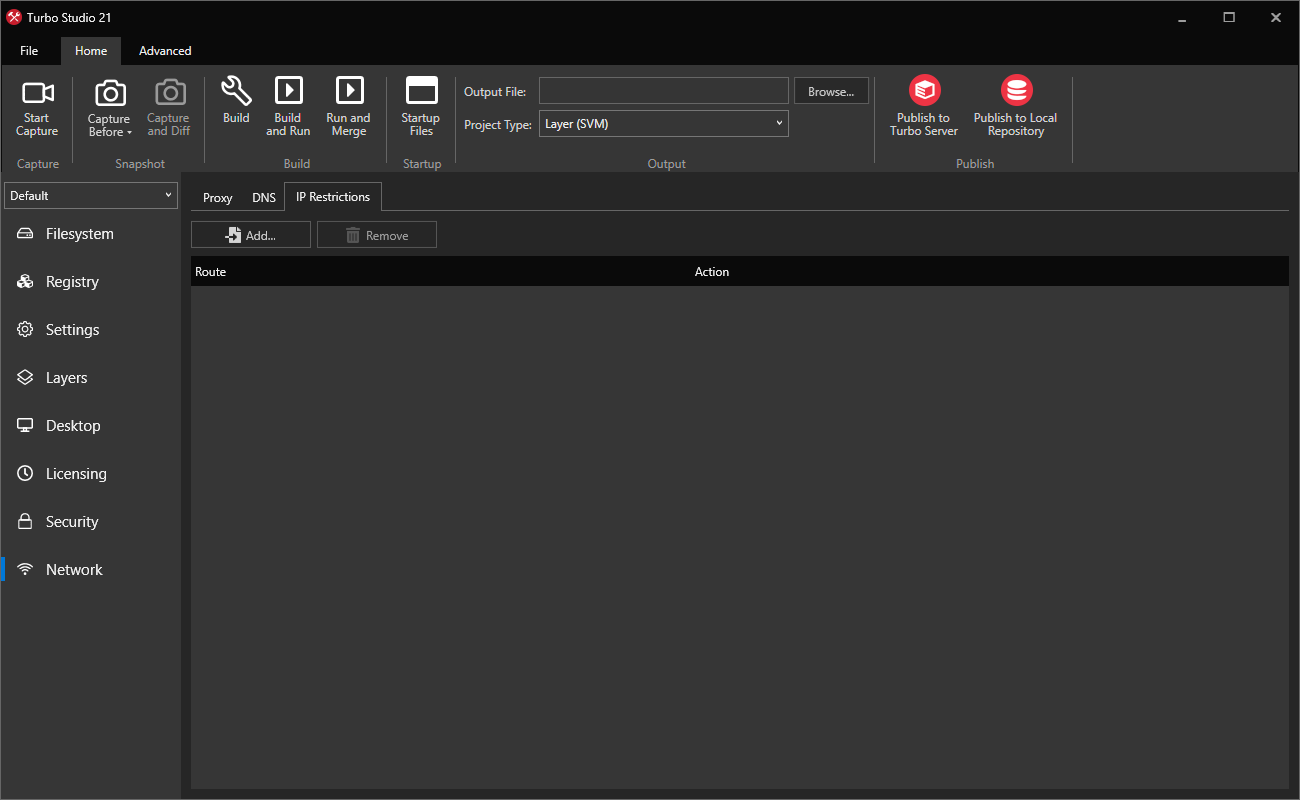 Turbo Studio 21
File Home Advanced
Start
Capture
Capture
Before
Capture
and Diff
Build
Build
and Run
Run and
Merge
Startup
Files
Output File:
Browse...
Project Type:
Layer (SVM)
Publish to
Turbo Server
Publish to Local
Repository
Capture
Snapshot
Build
Startup
Output
Publish
Default
Filesystem
Registry
Settings
Layers
Desktop
Licensing
Security
Network
Proxy DNS IP Restrictions
Add... Remove
Route Action